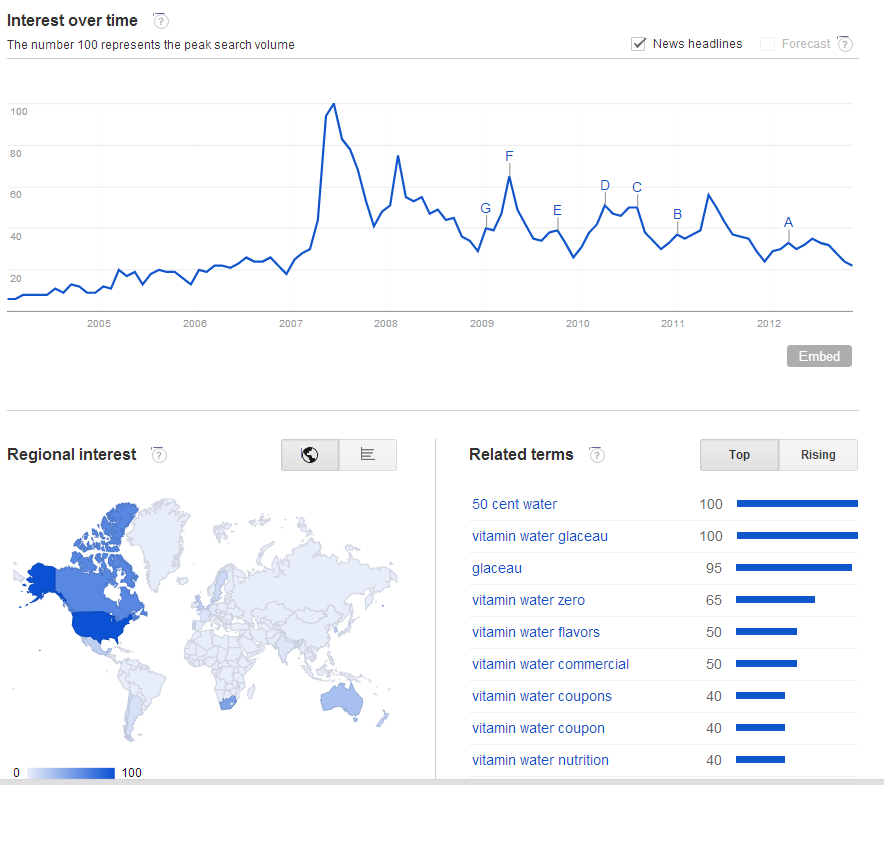 Interest over time ?
The number 100 represents the peak search volume
News headlines Forecast ?
100
80
60
40
20
G
F
E
D
C
B
A
2005 2006 2007 2008 2009 2010 2011 2012
Embed
Regional interest ?
0 100
Related terms ? Top Rising
50 cent water 100
vitamin water glaceau 100
glaceau 95
vitamin water zero 65
vitamin water flavors 50
vitamin water commercial 50
vitamin water coupons 40
vitamin water coupon 40
vitamin water nutrition 40